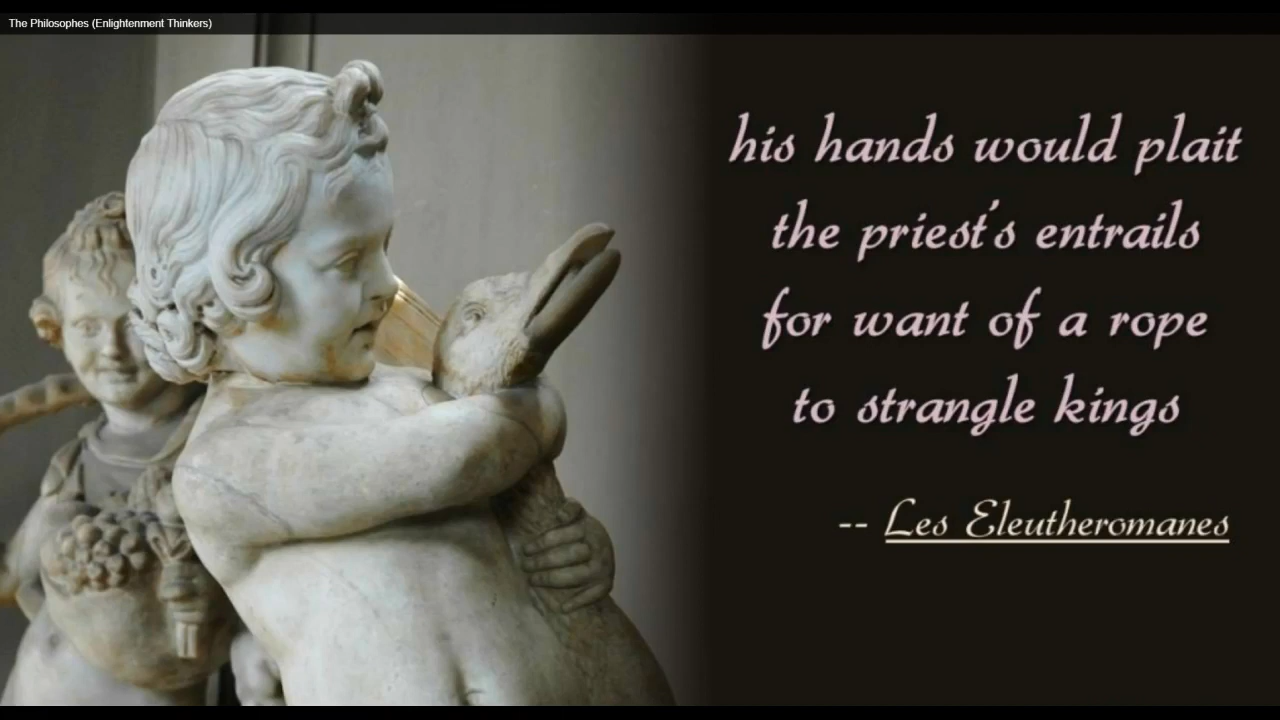 The Philosophes (Enlightenment Thinkers)
his hands would plait
the priest's entrails
for want of a rope
to strangle kings
-- Les Eleutheromanes